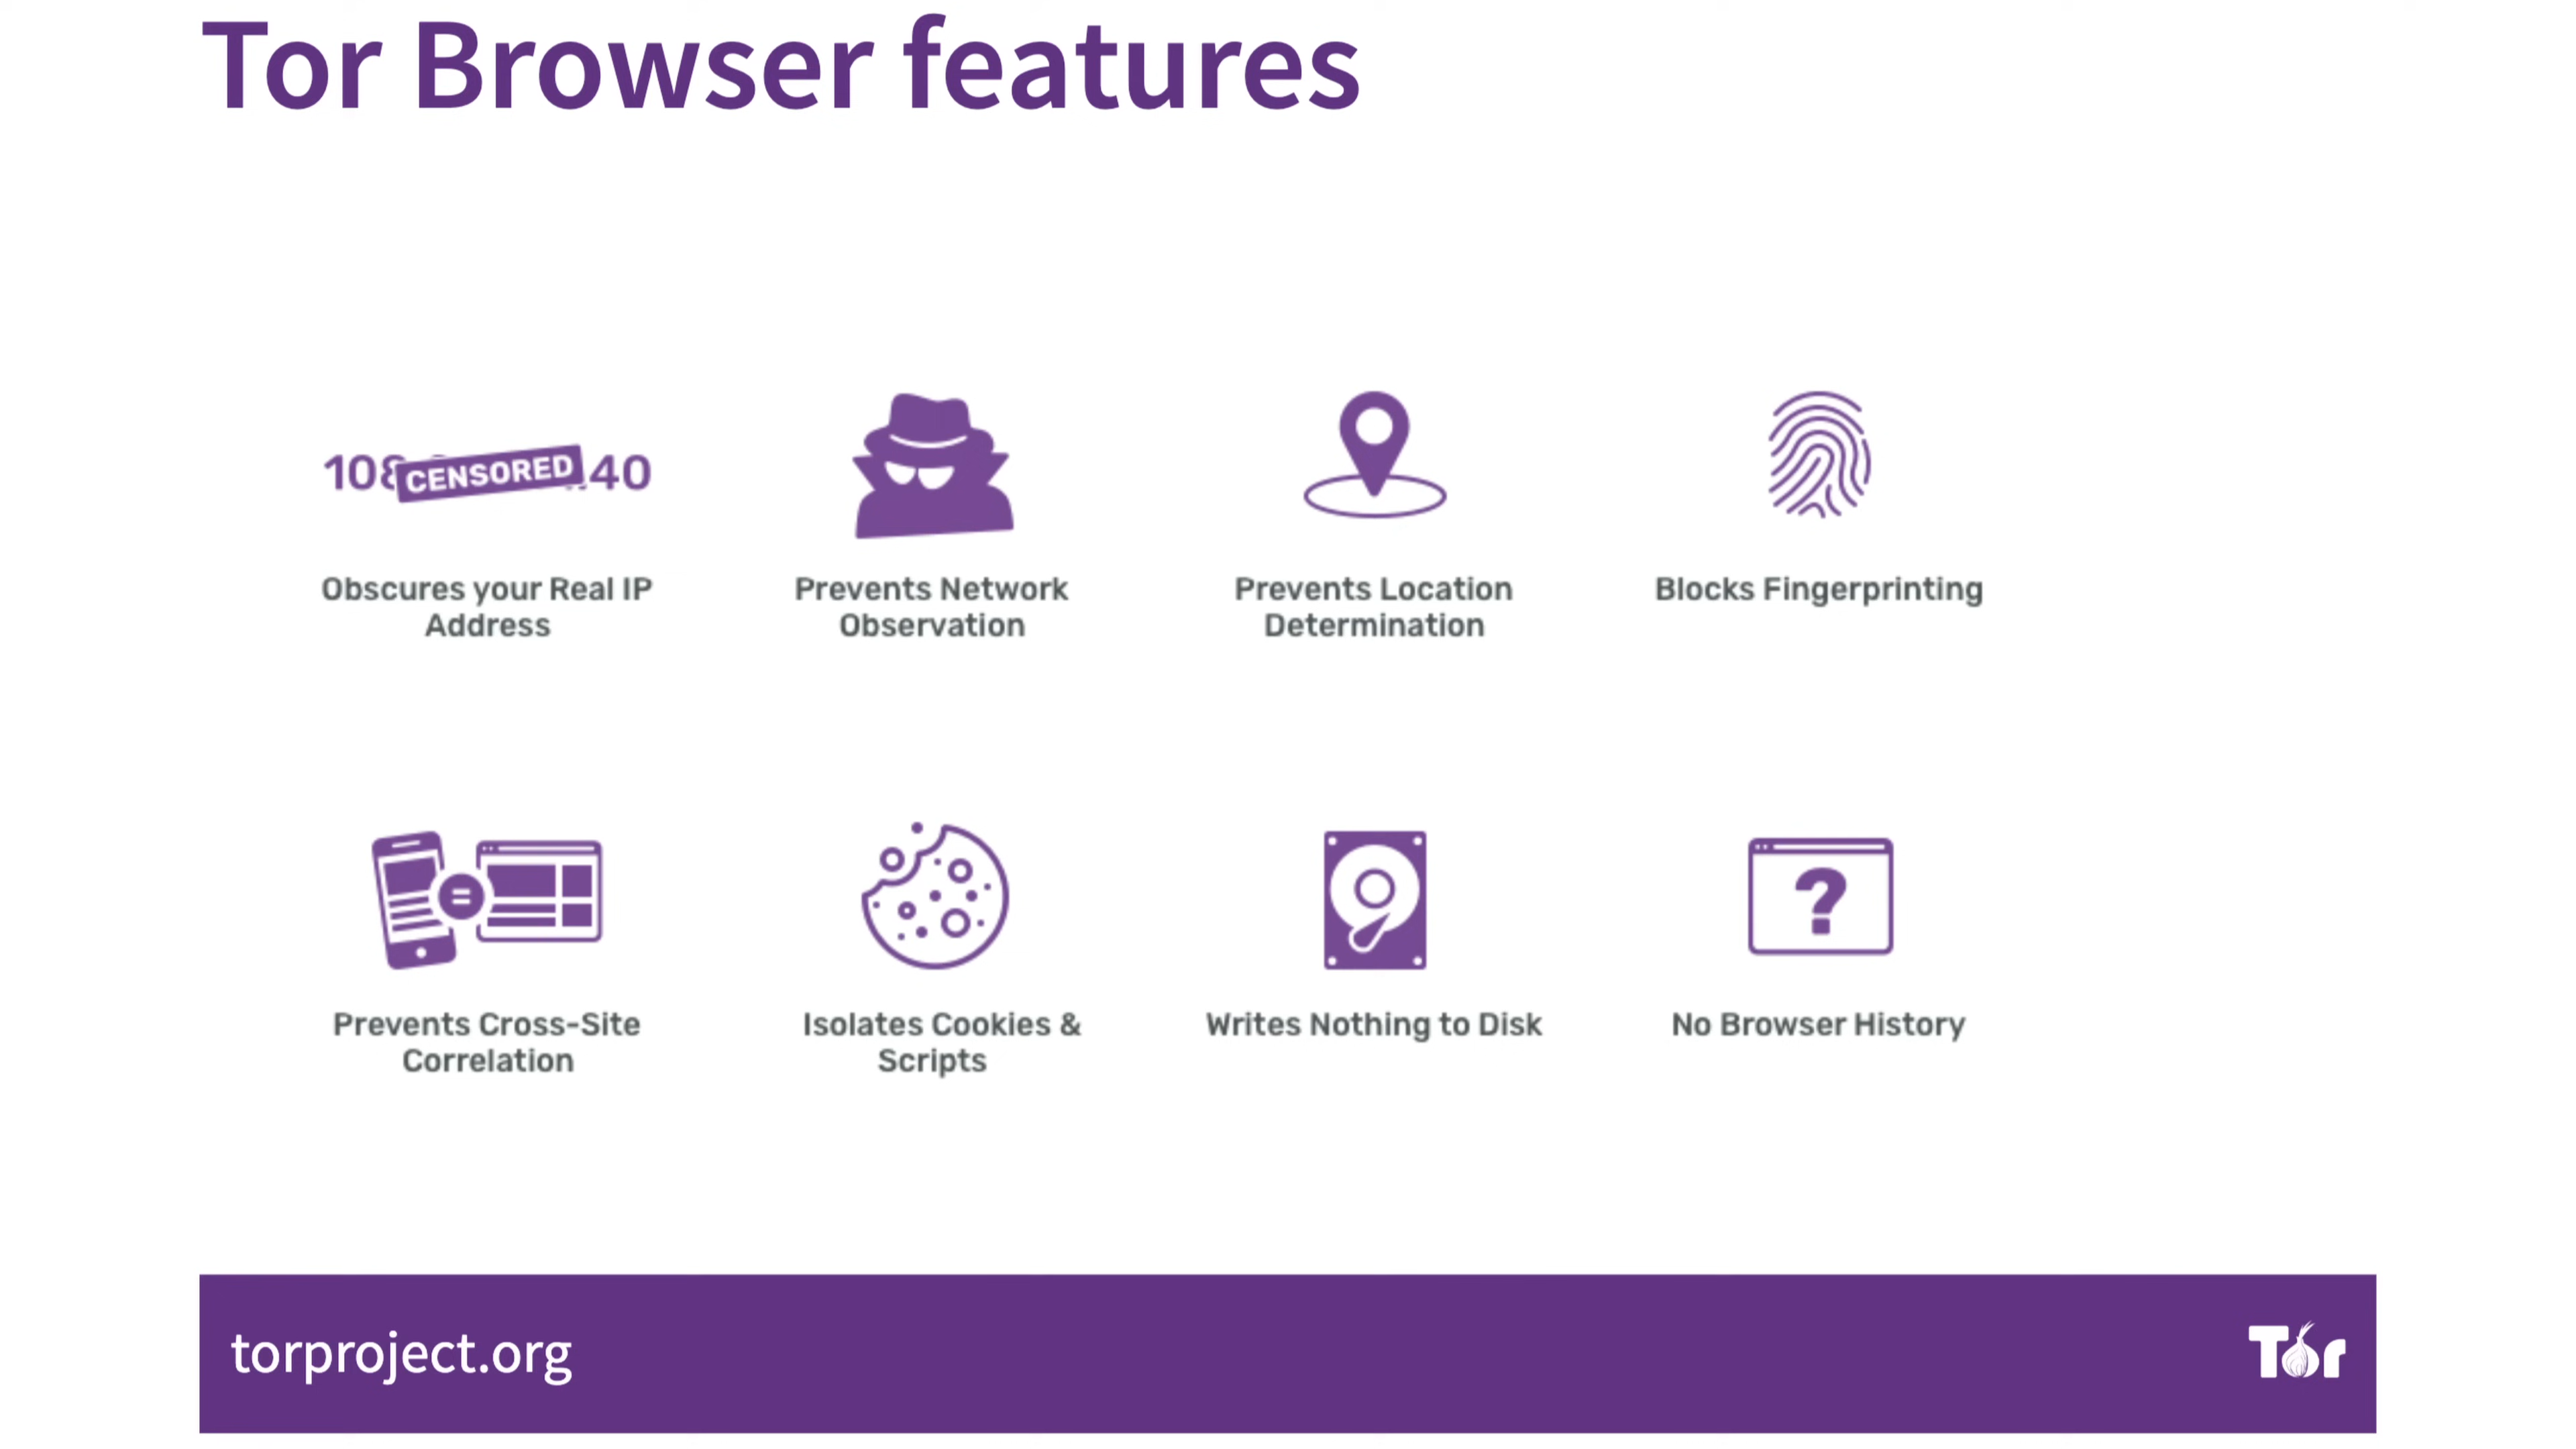 Tor Browser features
108 CENSORED .40
Obscures your Real IP
Address
Prevents Network
Observation
Prevents Location
Determination
Blocks Fingerprinting
?
Prevents Cross-Site
Correlation
Isolates Cookies &
Scripts
Writes Nothing to Disk
No Browser History
torproject.org
Tor